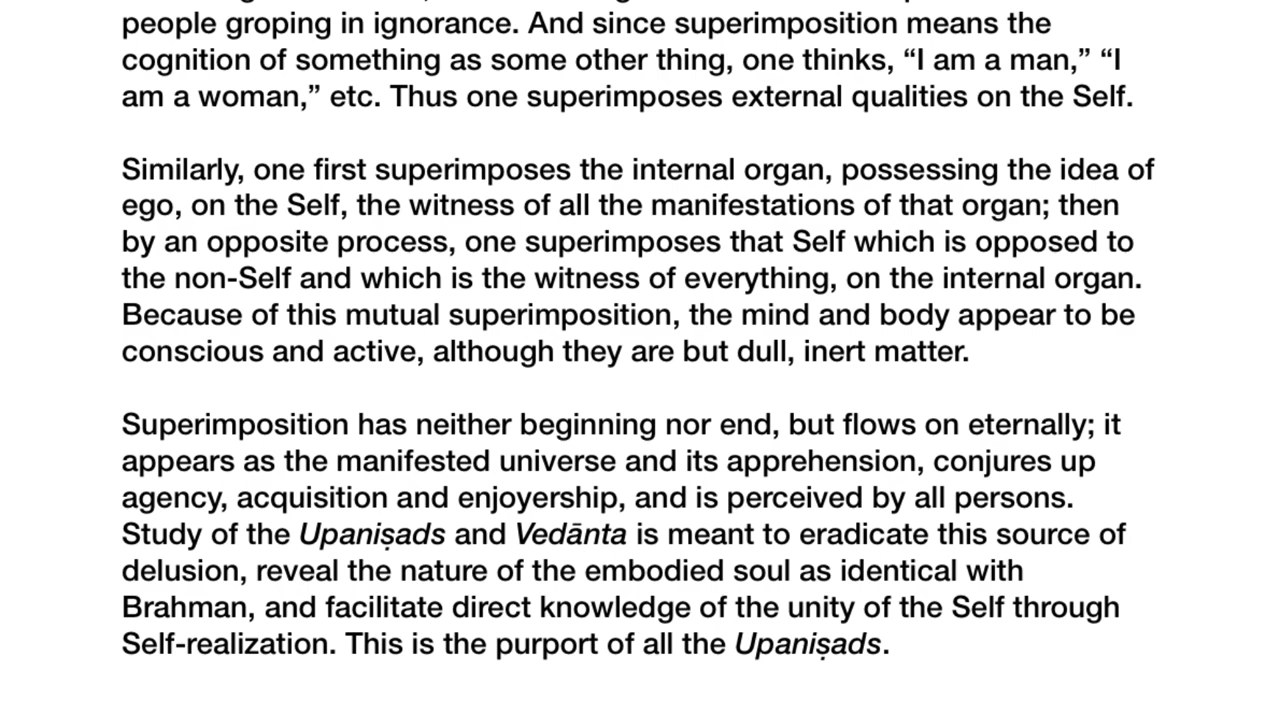 people groping in ignorance. And since superimposition means the
cognition of something as some other thing, one thinks, “I am a man,” “I
am a woman,” etc. Thus one superimposes external qualities on the Self.
Similarly, one first superimposes the internal organ, possessing the idea of
ego, on the Self, the witness of all the manifestations of that organ; then
by an opposite process, one superimposes that Self which is opposed to
the non-Self and which is the witness of everything, on the internal organ.
Because of this mutual superimposition, the mind and body appear to be
conscious and active, although they are but dull, inert matter.
Superimposition has neither beginning nor end, but flows on eternally; it
appears as the manifested universe and its apprehension, conjures up
agency, acquisition and enjoyership, and is perceived by all persons.
Study of the Upaniṣads and Vedānta is meant to eradicate this source of
delusion, reveal the nature of the embodied soul as identical with
Brahman, and facilitate direct knowledge of the unity of the Self through
Self-realization. This is the purport of all the Upaniṣads.